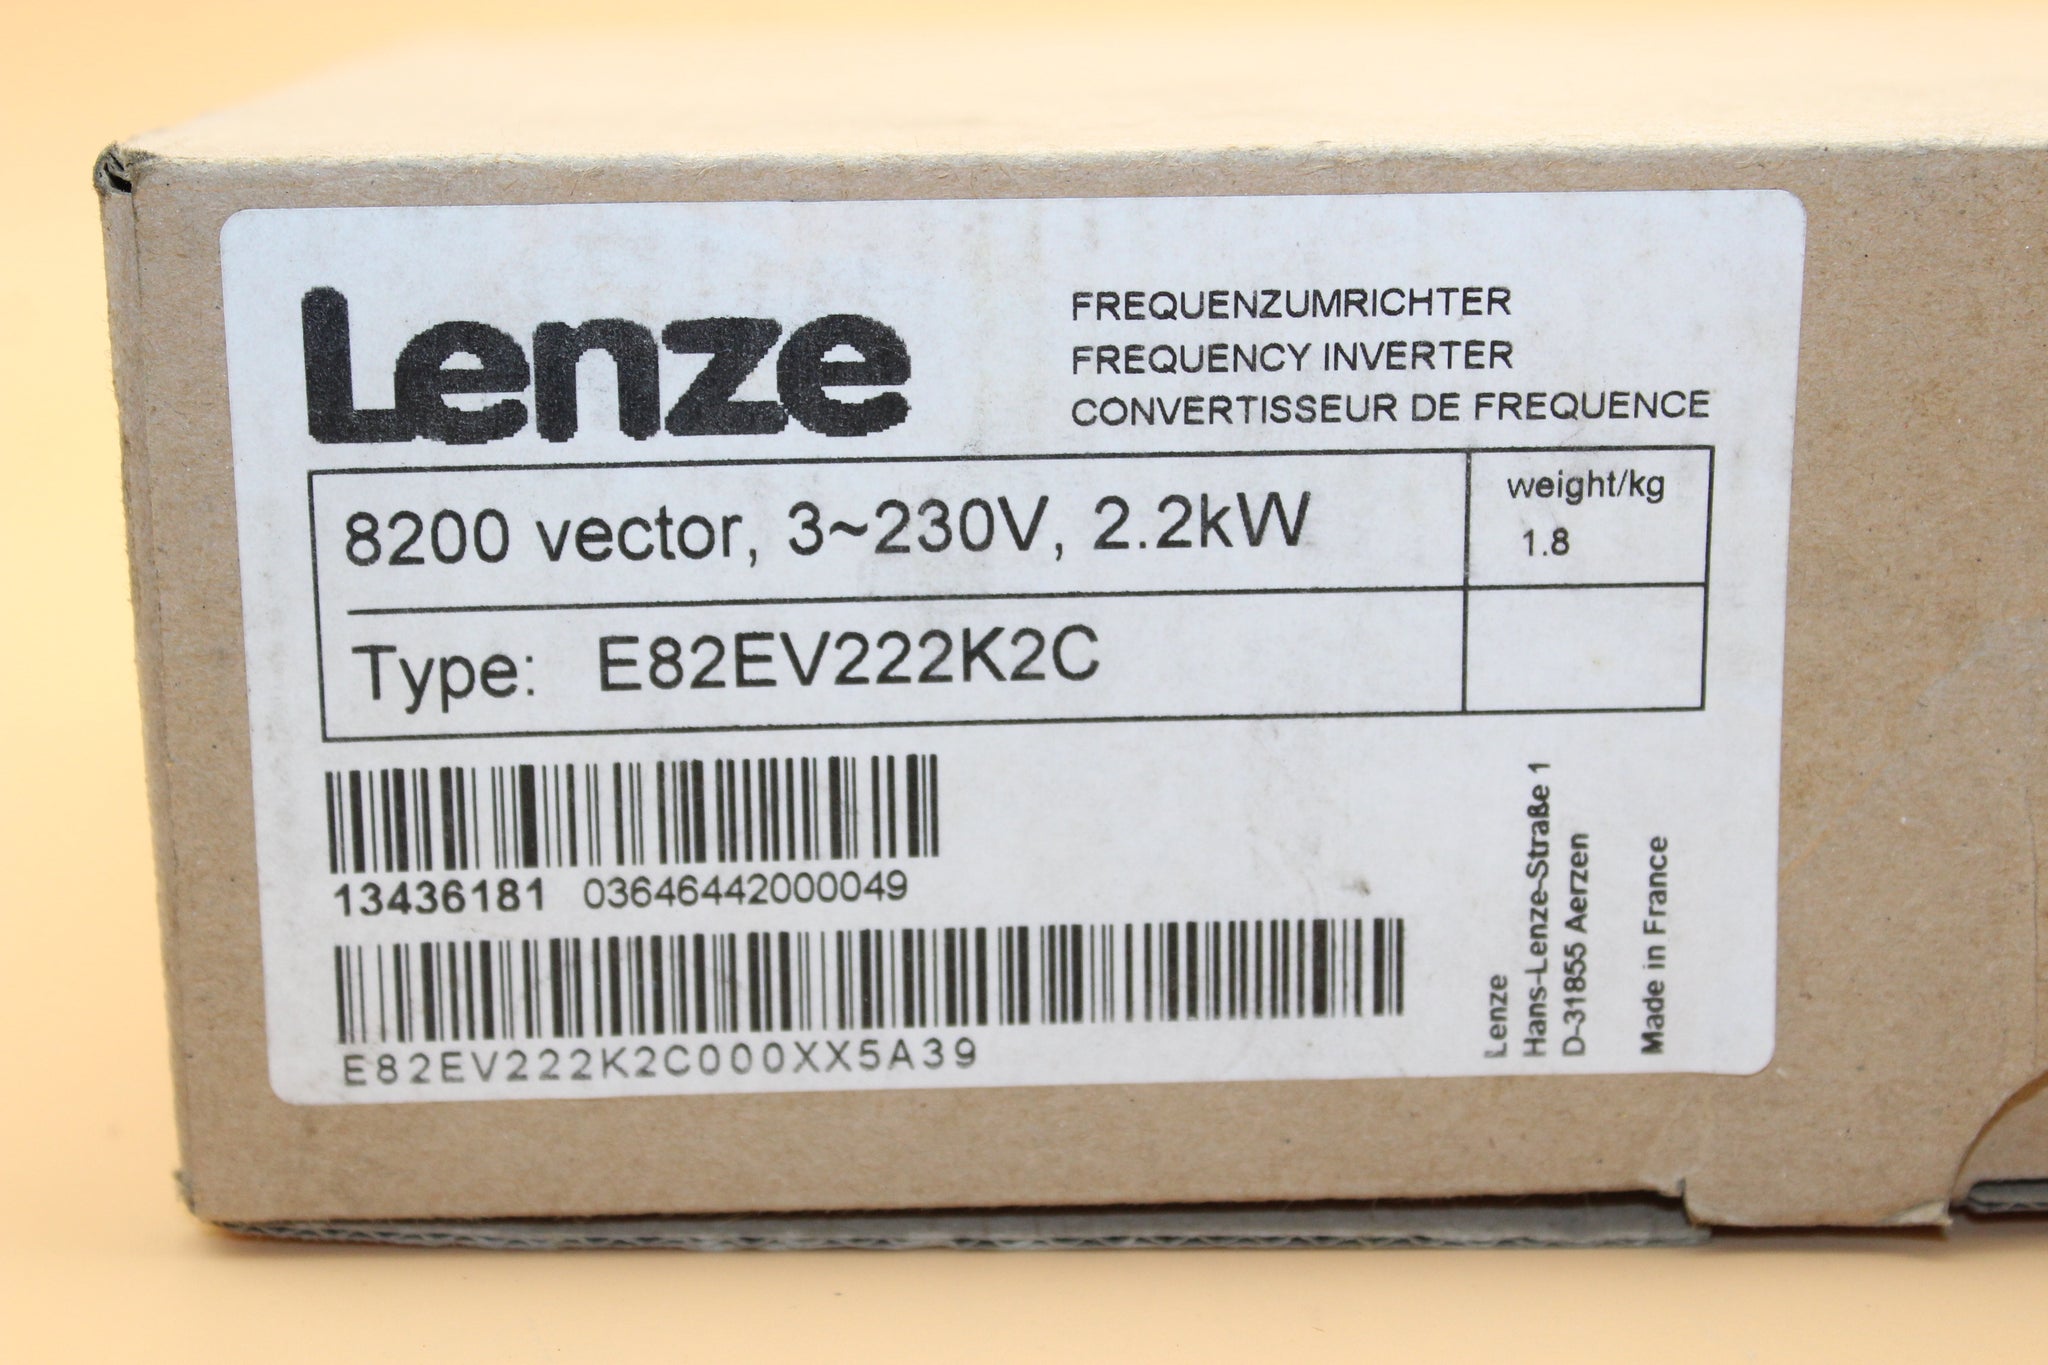 Lenze
FREQUENZUMRICHTER
FREQUENCY INVERTER
CONVERTISSEUR DE FREQUENCE
8200 vector, 3~230V, 2.2kW
weight/kg
1.8
Type: E82EV222K2C
13436181 03646442000049
E82EV222K2C000XX5A39
Lenze
Hans-Lenze-Straße 1
D-31855 Aerzen
Made in France